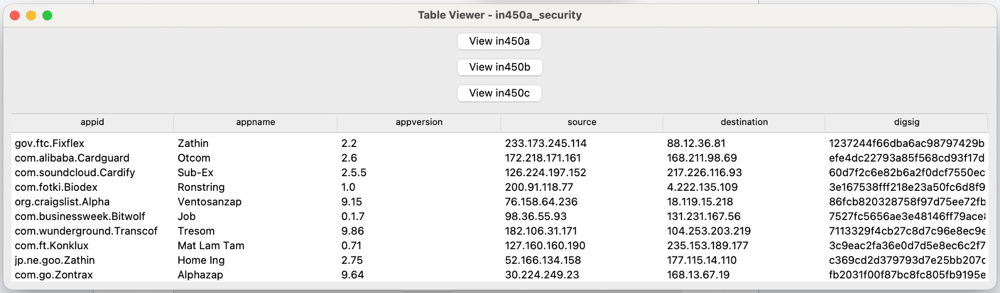 Table Viewer - in450a_security
View in450a
View in450b
View in450c
appid appname appversion source destination digsig
gov.ftc.Fixflex Zathin 2.2 233.173.245.114 88.12.36.81 1237244f66dba6ac98797429b
com.alibaba.Cardguard Otcom 2.6 172.218.171.161 168.211.98.69 efe4dc22793a85f568cd93f17d
com.soundcloud.Cardify Sub-Ex 2.5.5 126.224.197.152 217.226.116.93 60d7f2c6e82b6a2f0dcf7550ec
com.fotki.Biodex Ronstring 1.0 200.91.118.77 4.222.135.109 3e167538fff218e23a50fc6d8f9
org.craigslist.Alpha Ventosanzap 9.15 76.158.64.236 18.119.15.218 86fcb820328758f97d75ee72fb
com.businessweek.Bitwolf Job 0.1.7 98.36.55.93 131.231.167.56 7527fc5656ae3e48146ff79ace8
com.wunderground.Transcof Tresom 9.86 182.106.31.171 104.253.203.219 7113329f4cb27c8d7c96e8ec9e
com.ft.Konklux Mat Lam Tam 0.71 127.160.160.190 235.153.189.177 3c9eac2fa36e0d7d5e8ec6c2f7
jp.ne.goo.Zathin Home Ing 2.75 52.166.134.158 177.115.14.110 c369cd2d379793d7e25bb207c
com.go.Zontrax Alphazap 9.64 30.224.249.23 168.13.67.19 fb2031f00f87bc8fc805fb9195e